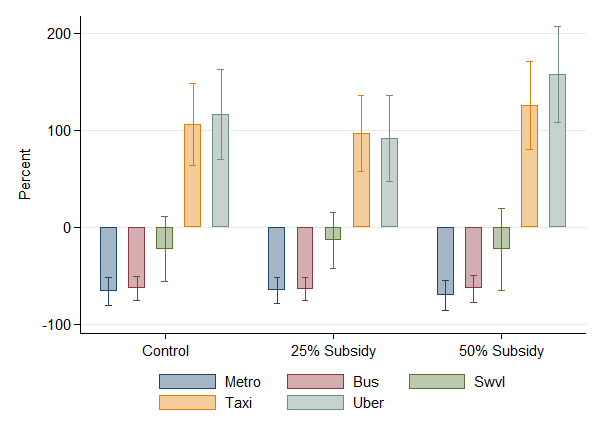 200
100
0
-100
Percent
Control 25% Subsidy 50% Subsidy
Metro Bus Swvl
Taxi Uber